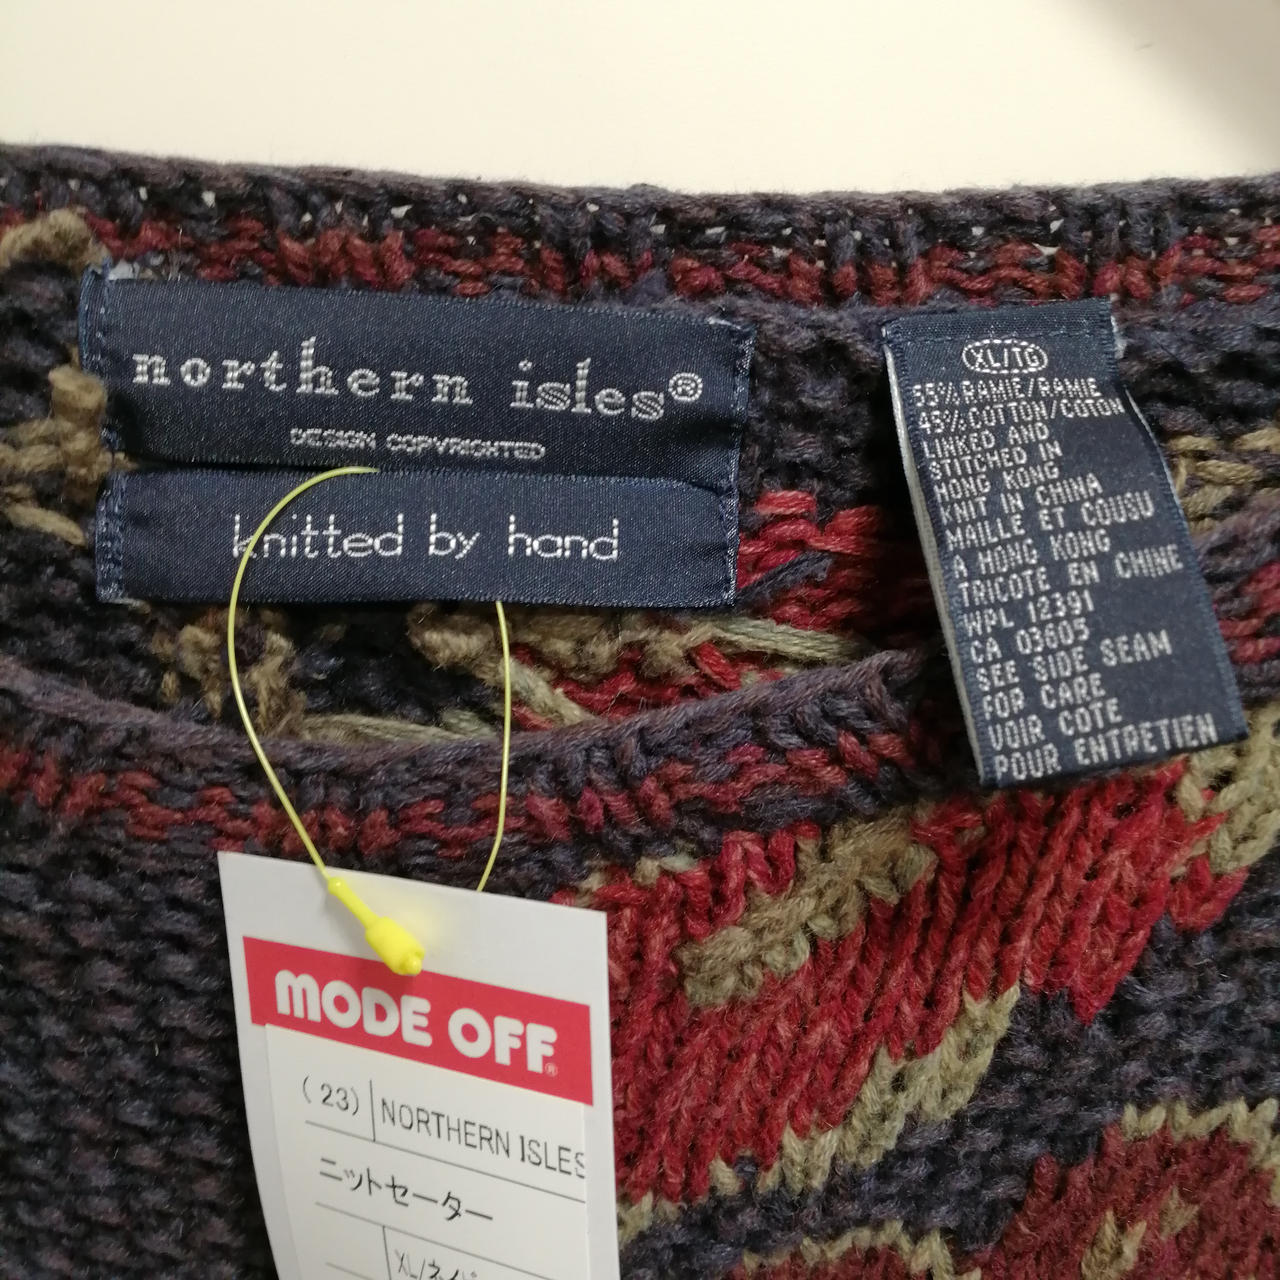 northern isles®
DESIGN COPYRIGHTED
knitted by hand
XL/TG
55% RAMIE/RAMIE
45% COTTON/COTON
LINKED AND
STITCHED IN
HONG KONG
KNIT IN CHINA
MAILLE ET COUSU
A HONG KONG
TRICOTE EN CHINE
WPL 12391
CA 03605
SEE SIDE SEAM
FOR CARE
VOIR COTE
POUR ENTRETIEN
MODE OFF®
(23) NORTHERN ISLES
ニットセーター
XL/ネイビ